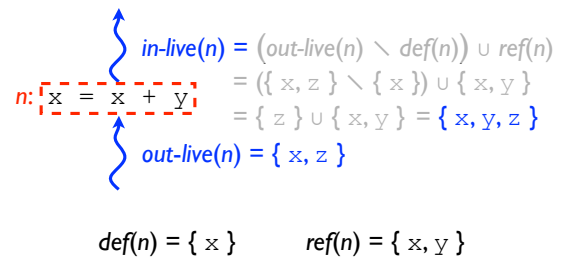 in-live(n) = (out-live(n) ∖ def(n)) ∪ ref(n)
= ({ x, z } ∖ { x }) ∪ { x, y }
n: x = x + y
= { z } ∪ { x, y } = { x, y, z }
out-live(n) = { x, z }
def(n) = { x } ref(n) = { x, y }